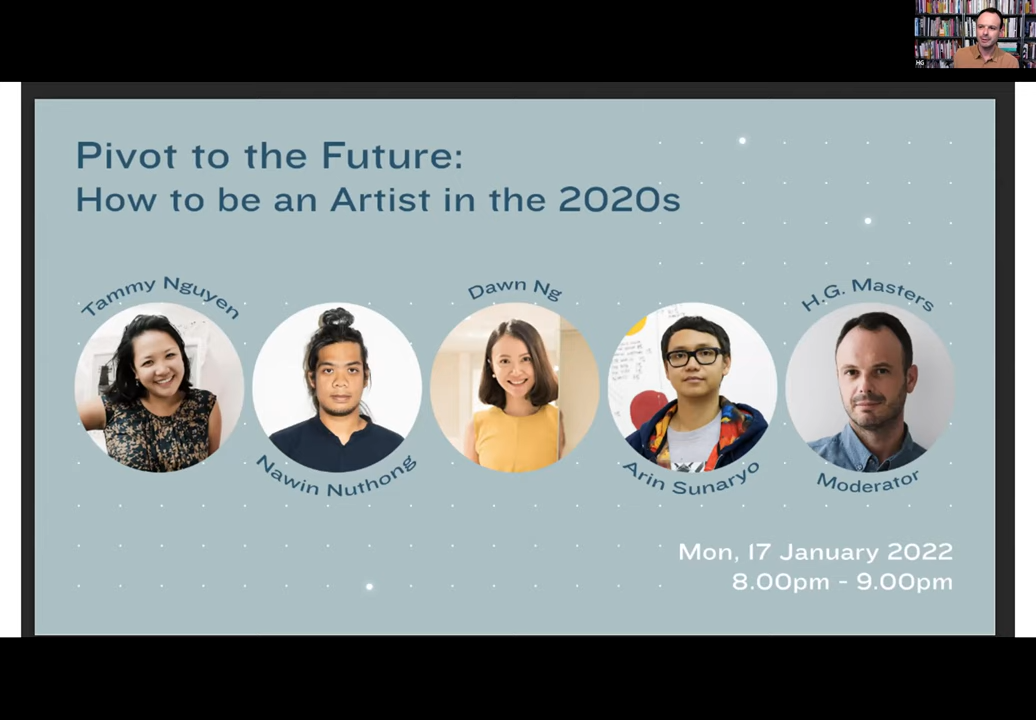 HG
Pivot to the Future:
How to be an Artist in the 2020s
Tammy Nguyen
Nawin Nuthong
Dawn Ng
Arin Sunaryo
H.G. Masters
Moderator
Mon, 17 January 2022
8.00pm - 9.00pm